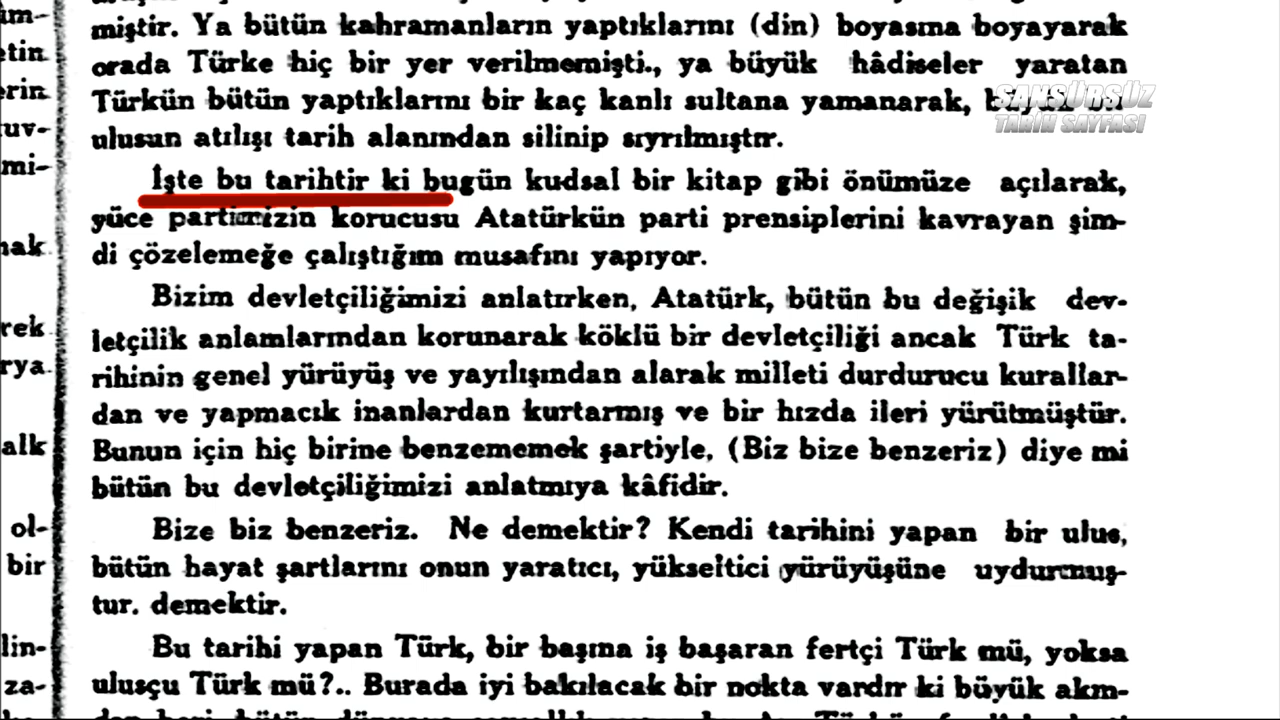 miştir. Ya bütün kahramanların yaptıklarını (din) boyasına boyayarak
orada Türke hiç bir yer verilmemişti., ya büyük hâdiseler yaratan
Türkün bütün yaptıklarını bir kaç kanlı sultana yamanarak,
SANSÜRSÜZ
TARİH SAYFASI
ulusun atılışı tarih alanından silinip sıyrılmıştır.
İşte bu tarihtir ki bugün kudsal bir kitap gibi önümüze açılarak,
yüce partimizin korucusu Atatürkün parti prensiplerini kavrayan şim-
di çözelemeğe çalıştığım musafını yapıyor.
Bizim devletçiliğimizi anlatırken, Atatürk, bütün bu değişik dev-
letçilik anlamlarından korunarak köklü bir devletçiliği ancak Türk ta-
rihinin genel yürüyüş ve yayılışından alarak milleti durdurucu kurallar-
dan ve yapmacık inanlardan kurtarmış ve bir hızda ileri yürütmüştür.
Bunun için hiç birine benzememek şartiyle, (Biz bize benzeriz) diye mi
bütün bu devletçiliğimizi anlatmıya kâfidir.
Bize biz benzeriz. Ne demektir? Kendi tarihini yapan bir ulus,
bütün hayat şartlarını onun yaratıcı, yükseltici yürüyüşüne uydurmuş-
tur. demektir.
Bu tarihi yapan Türk, bir başına iş başaran fertçi Türk mü, yoksa
ulusçu Türk mü?.. Burada iyi bakılacak bir nokta vardır ki büyük akın-